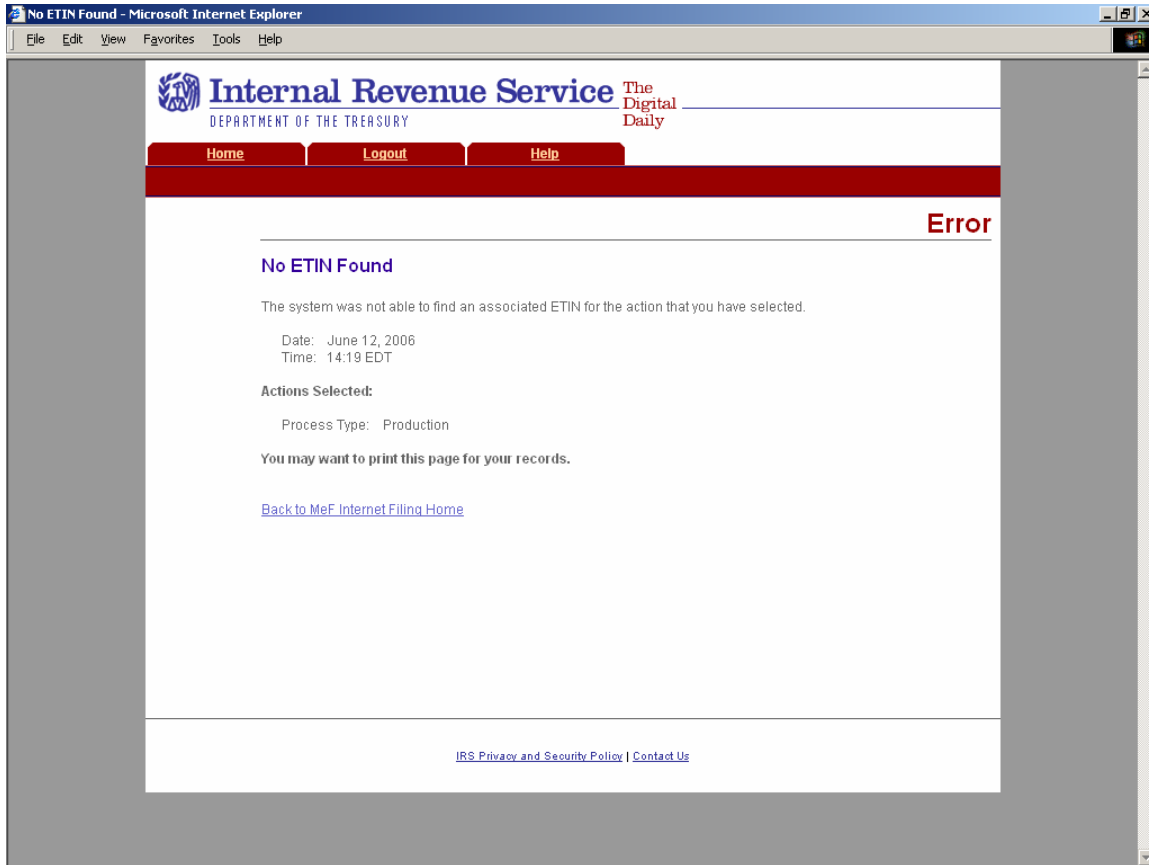 No ETIN Found - Microsoft Internet Explorer
File Edit View Favorites Tools Help
Internal Revenue Service
DEPARTMENT OF THE TREASURY
The
Digital
Daily
Home Logout Help
Error
No ETIN Found
The system was not able to find an associated ETIN for the action that you have selected.
Date: June 12, 2006
Time: 14:19 EDT
Actions Selected:
Process Type: Production
You may want to print this page for your records.
Back to MeF Internet Filing Home
IRS Privacy and Security Policy | Contact Us